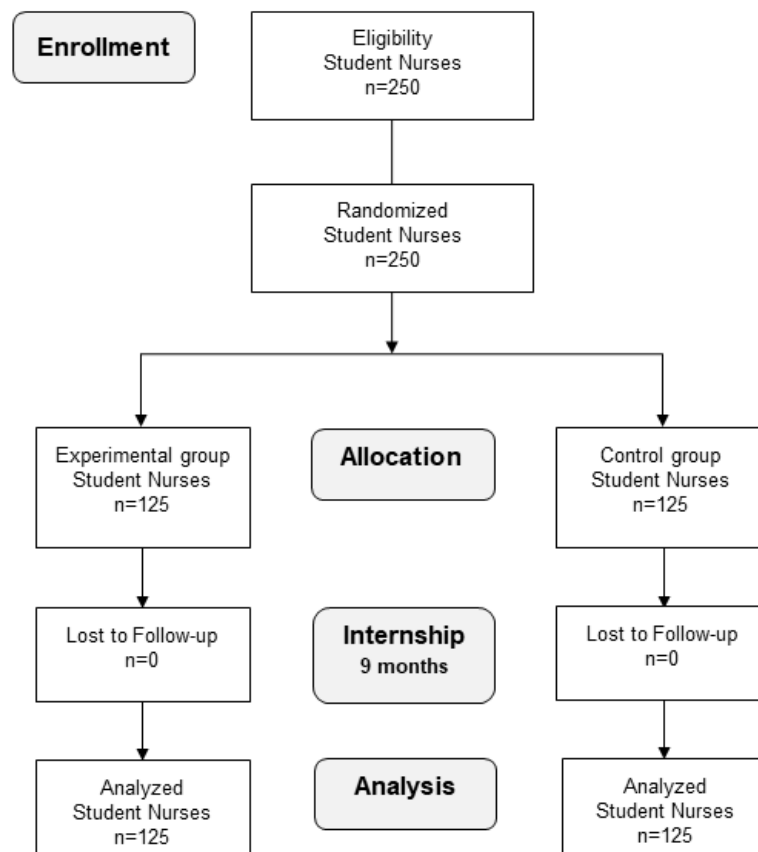 Enrollment
Eligibility
Student Nurses
n=250
Randomized
Student Nurses
n=250
Experimental group
Student Nurses
n=125
Allocation
Control group
Student Nurses
n=125
Lost to Follow-up
n=0
Internship
9 months
Lost to Follow-up
n=0
Analyzed
Student Nurses
n=125
Analysis
Analyzed
Student Nurses
n=125